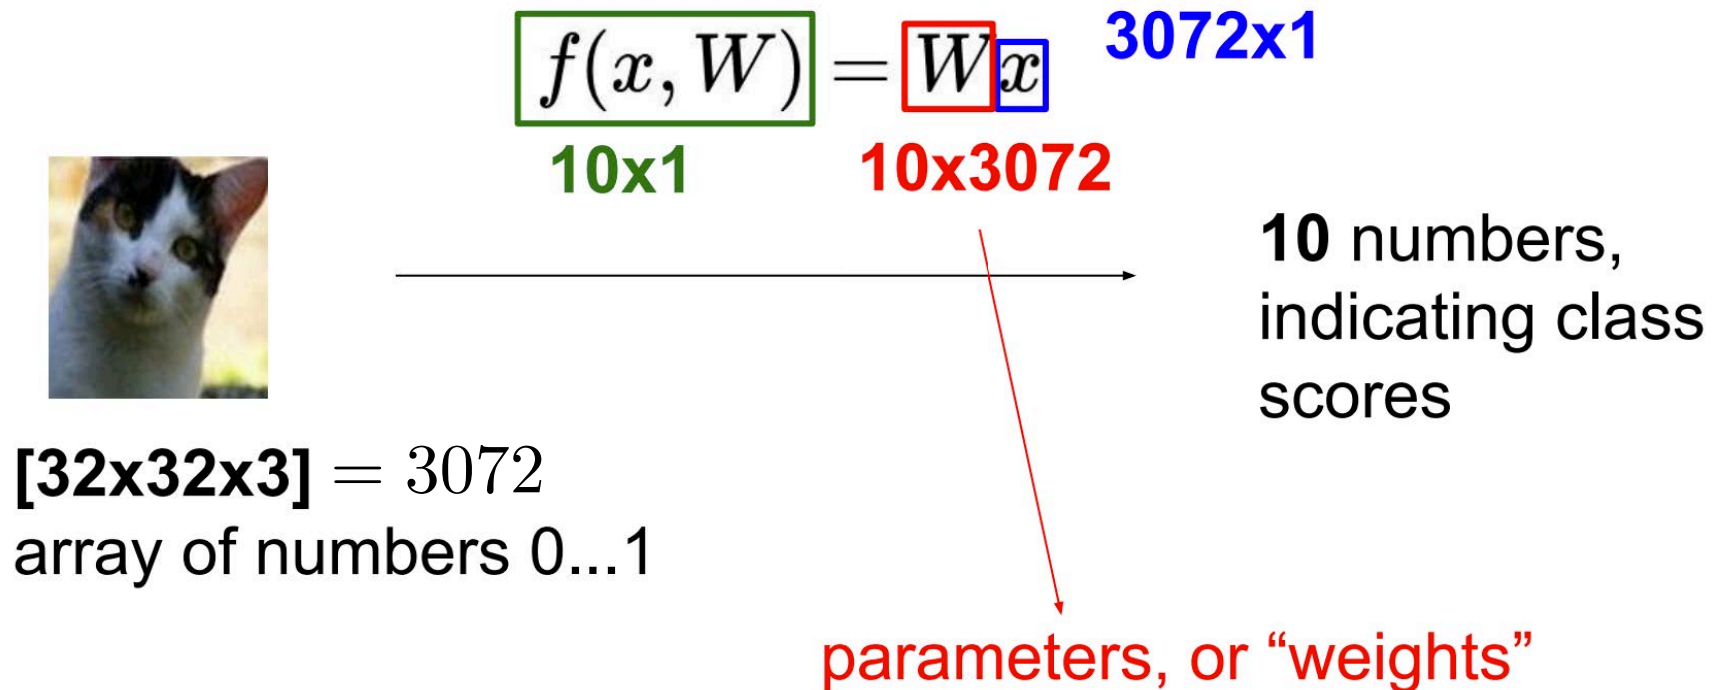 f(x, W) = Wx 3072x1
10x1 10x3072
10 numbers,
indicating class
scores
[32x32x3] = 3072
array of numbers 0...1
parameters, or “weights”